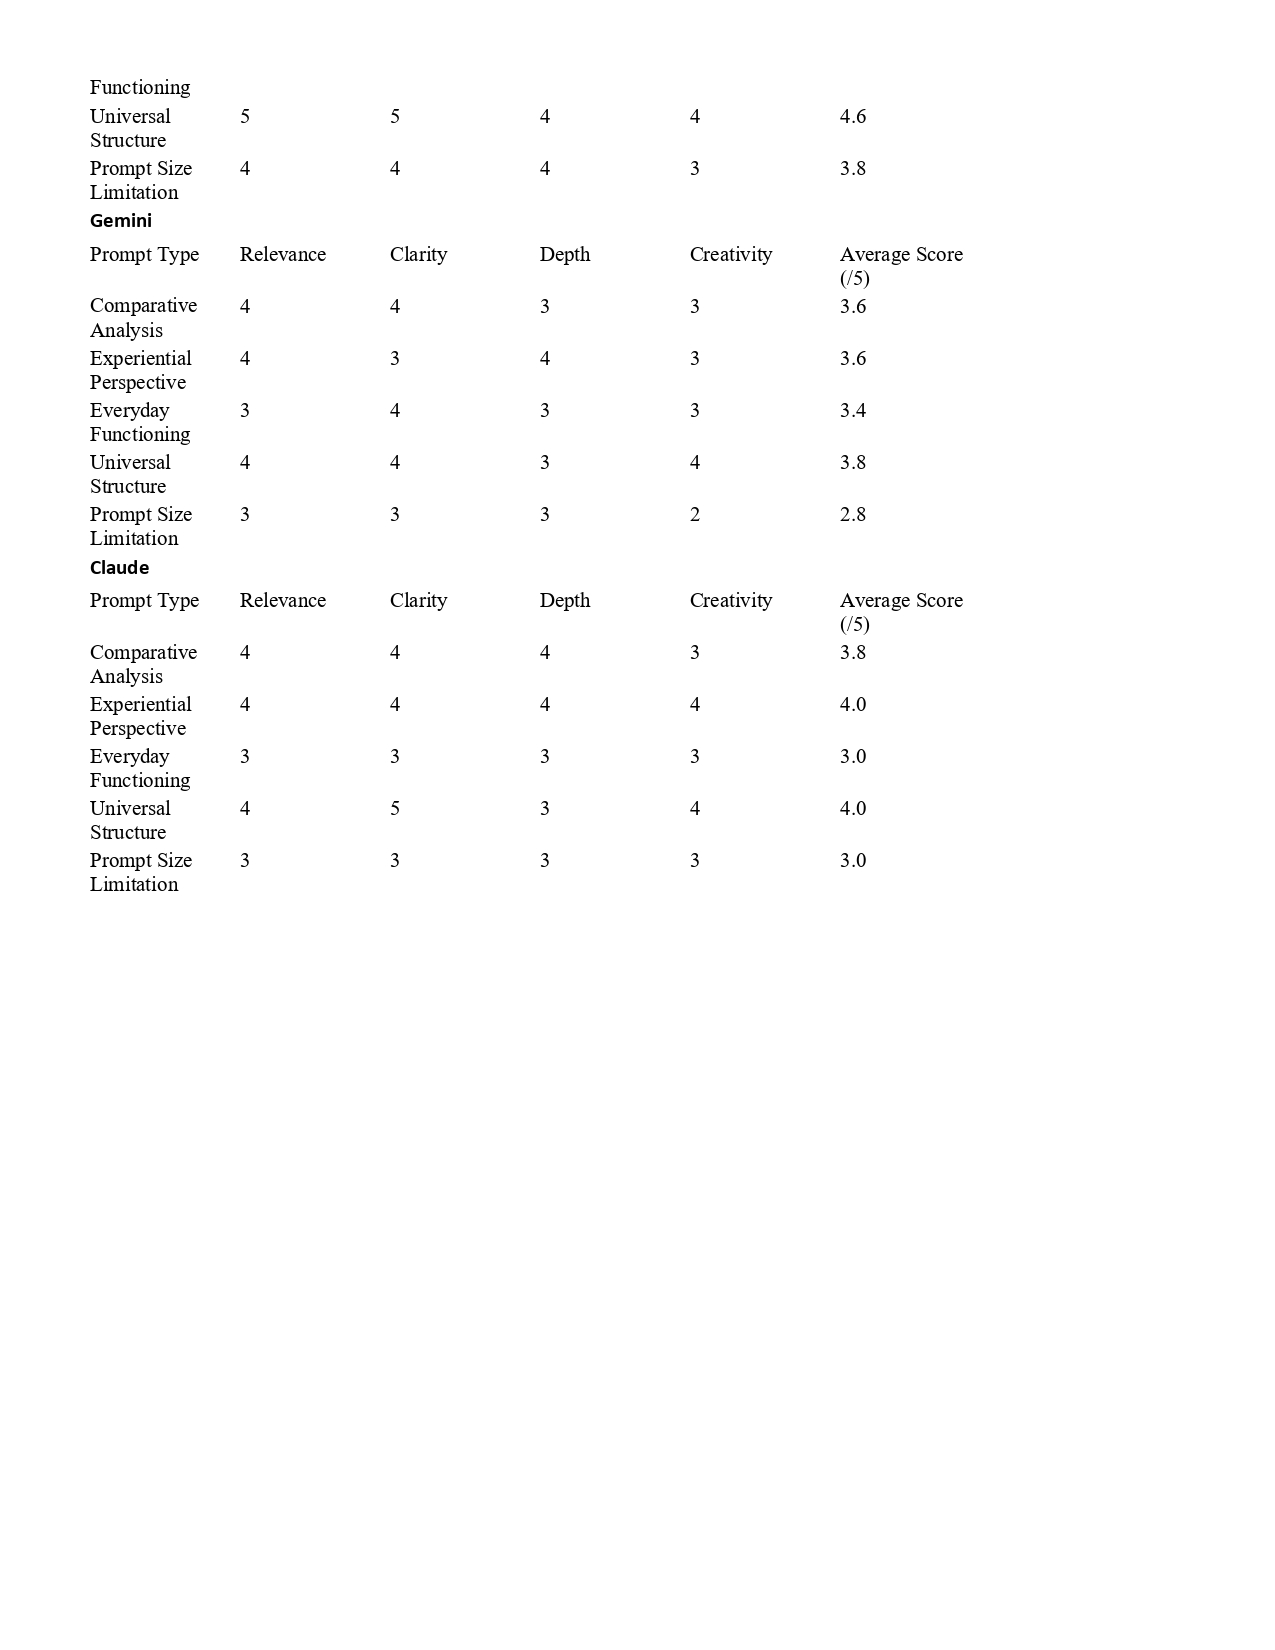 Functioning
Universal Structure 5 5 4 4 4.6
Prompt Size Limitation 4 4 4 3 3.8
Gemini
Prompt Type Relevance Clarity Depth Creativity Average Score (/5)
Comparative Analysis 4 4 3 3 3.6
Experiential Perspective 4 3 4 3 3.6
Everyday Functioning 3 4 3 3 3.4
Universal Structure 4 4 3 4 3.8
Prompt Size Limitation 3 3 3 2 2.8
Claude
Prompt Type Relevance Clarity Depth Creativity Average Score (/5)
Comparative Analysis 4 4 4 3 3.8
Experiential Perspective 4 4 4 4 4.0
Everyday Functioning 3 3 3 3 3.0
Universal Structure 4 5 3 4 4.0
Prompt Size Limitation 3 3 3 3 3.0